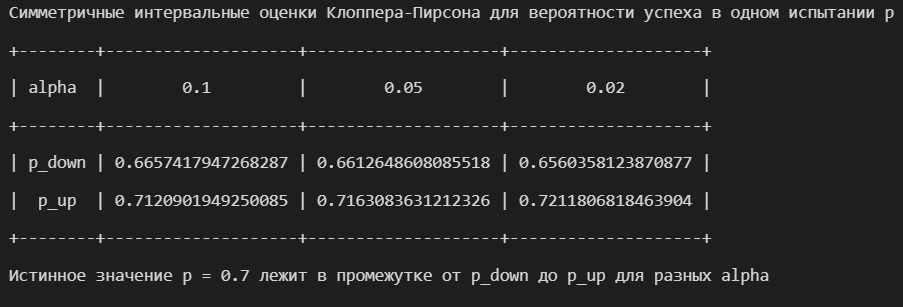 Симметричные интервальные оценки Клоппера-Пирсона для вероятности успеха в одном испытании p
+--------+--------------------+--------------------+--------------------+
| alpha  |        0.1         |        0.05        |        0.02        |
+--------+--------------------+--------------------+--------------------+
| p_down | 0.6657417947268287 | 0.6612648608085518 | 0.6560358123870877 |
|  p_up  | 0.7120901949250085 | 0.7163083631212326 | 0.7211806818463904 |
+--------+--------------------+--------------------+--------------------+
Истинное значение p = 0.7 лежит в промежутке от p_down до p_up для разных alpha